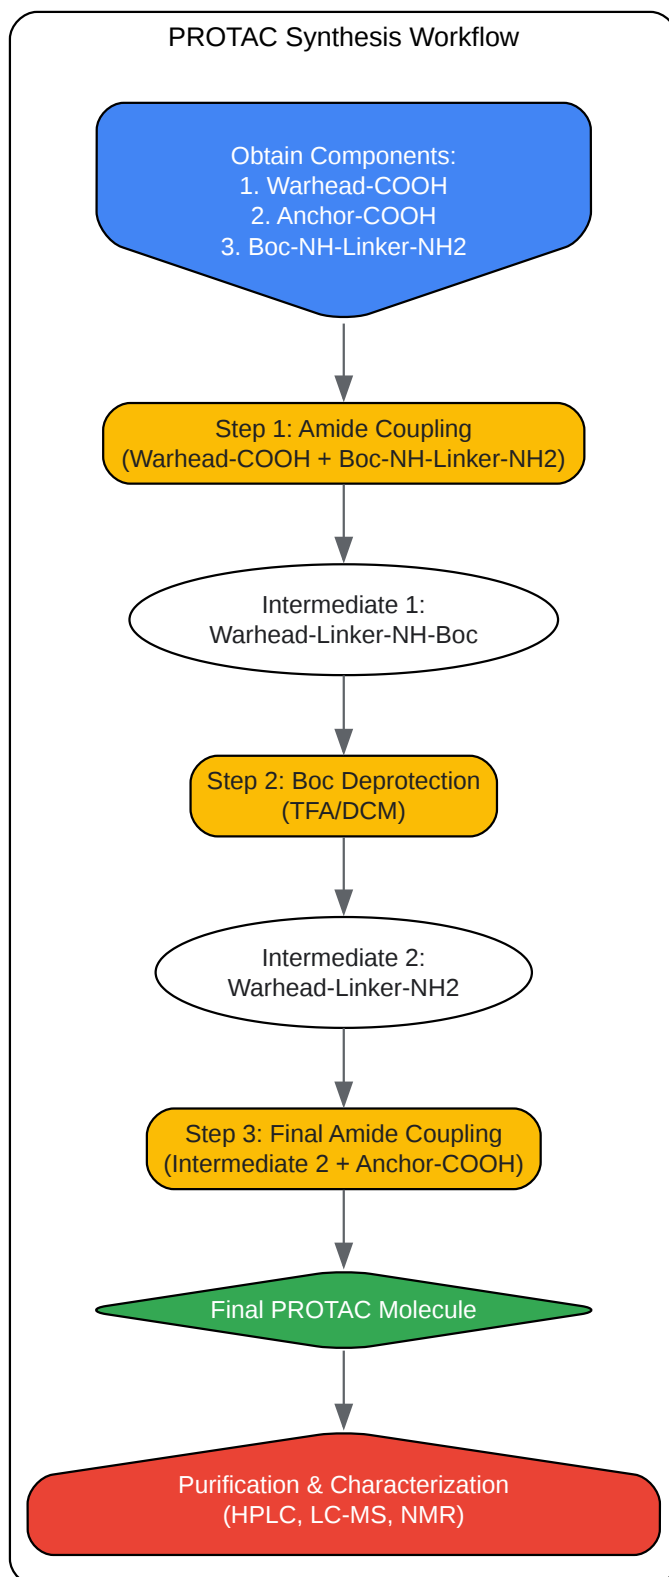 PROTAC Synthesis Workflow
Obtain Components:
1. Warhead-COOH
2. Anchor-COOH
3. Boc-NH-Linker-NH2
Step 1: Amide Coupling
(Warhead-COOH + Boc-NH-Linker-NH2)
Intermediate 1:
Warhead-Linker-NH-Boc
Step 2: Boc Deprotection
(TFA/DCM)
Intermediate 2:
Warhead-Linker-NH2
Step 3: Final Amide Coupling
(Intermediate 2 + Anchor-COOH)
Final PROTAC Molecule
Purification & Characterization
(HPLC, LC-MS, NMR)